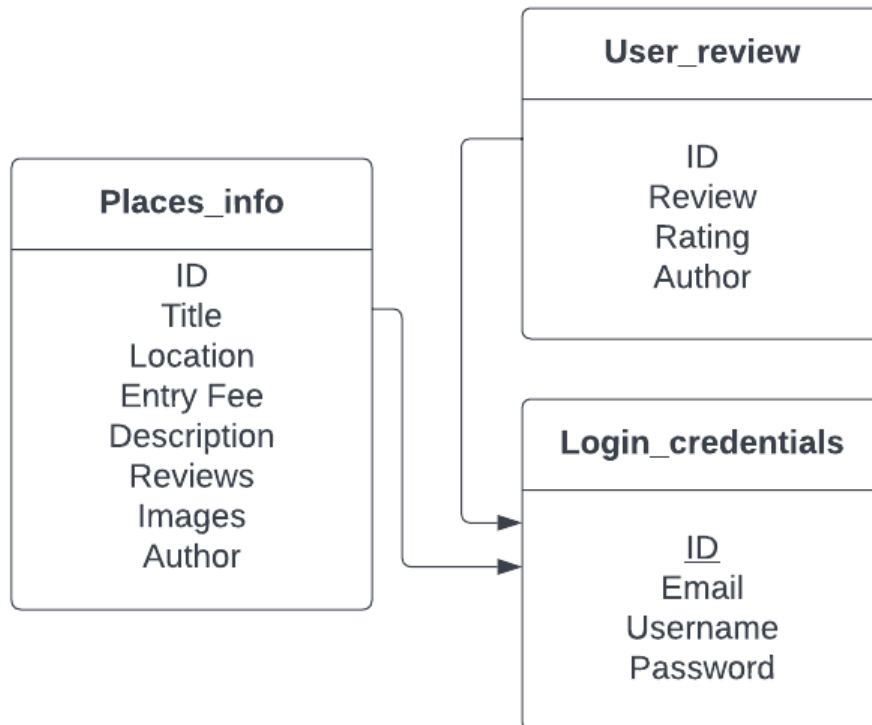 Places_info
ID
Title
Location
Entry Fee
Description
Reviews
Images
Author
User_review
ID
Review
Rating
Author
Login_credentials
ID
Email
Username
Password